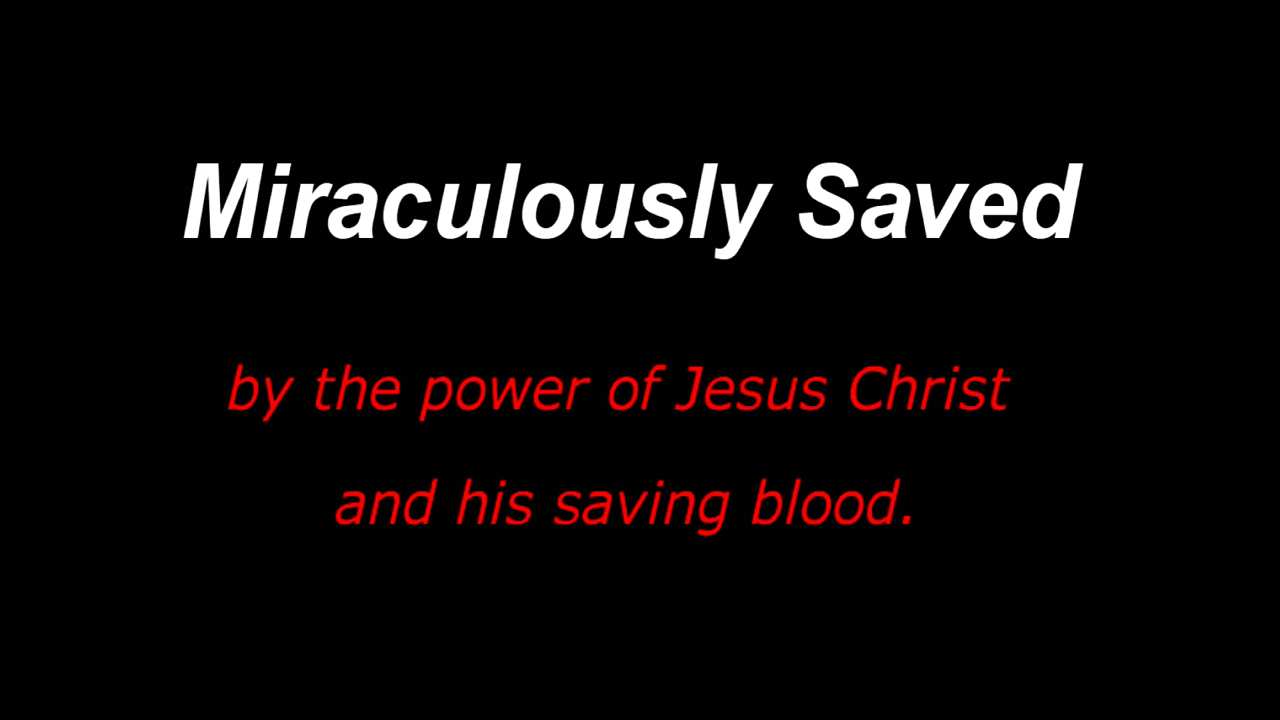 Miraculously Saved
by the power of Jesus Christ
and his saving blood.